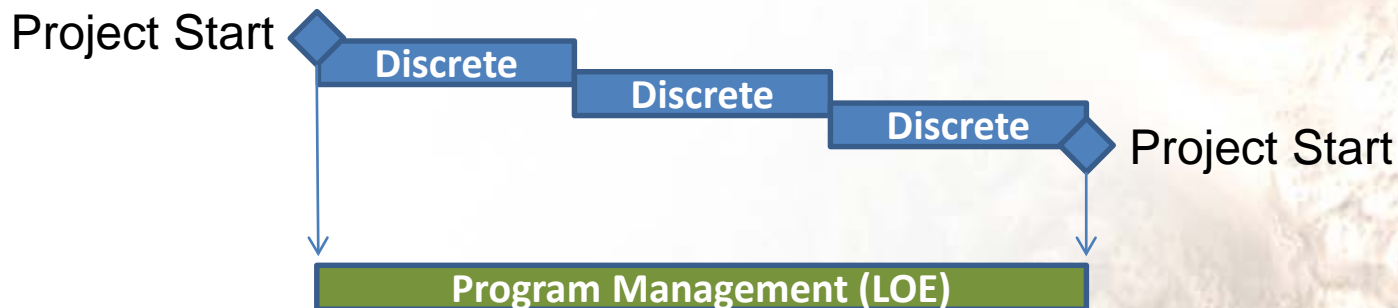 Project Start
Discrete
Discrete
Discrete
Project Start
Program Management (LOE)